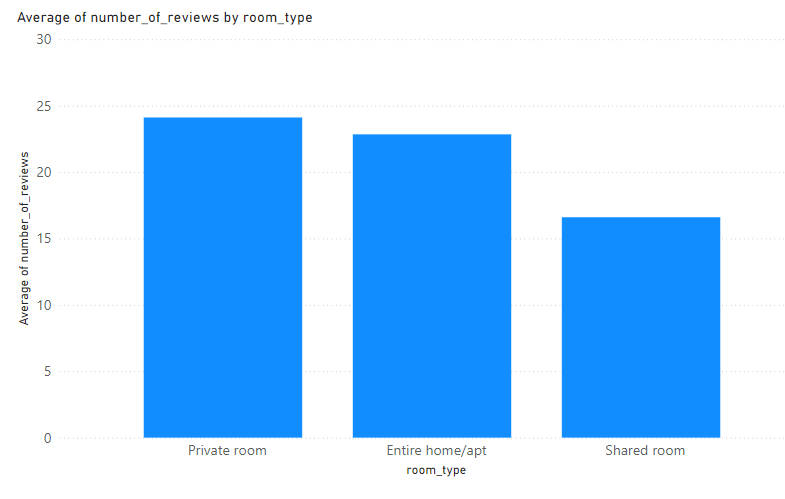 Average of number_of_reviews by room_type
30
25
20
15
10
5
0
Average of number_of_reviews
Private room
Entire home/apt
Shared room
room_type